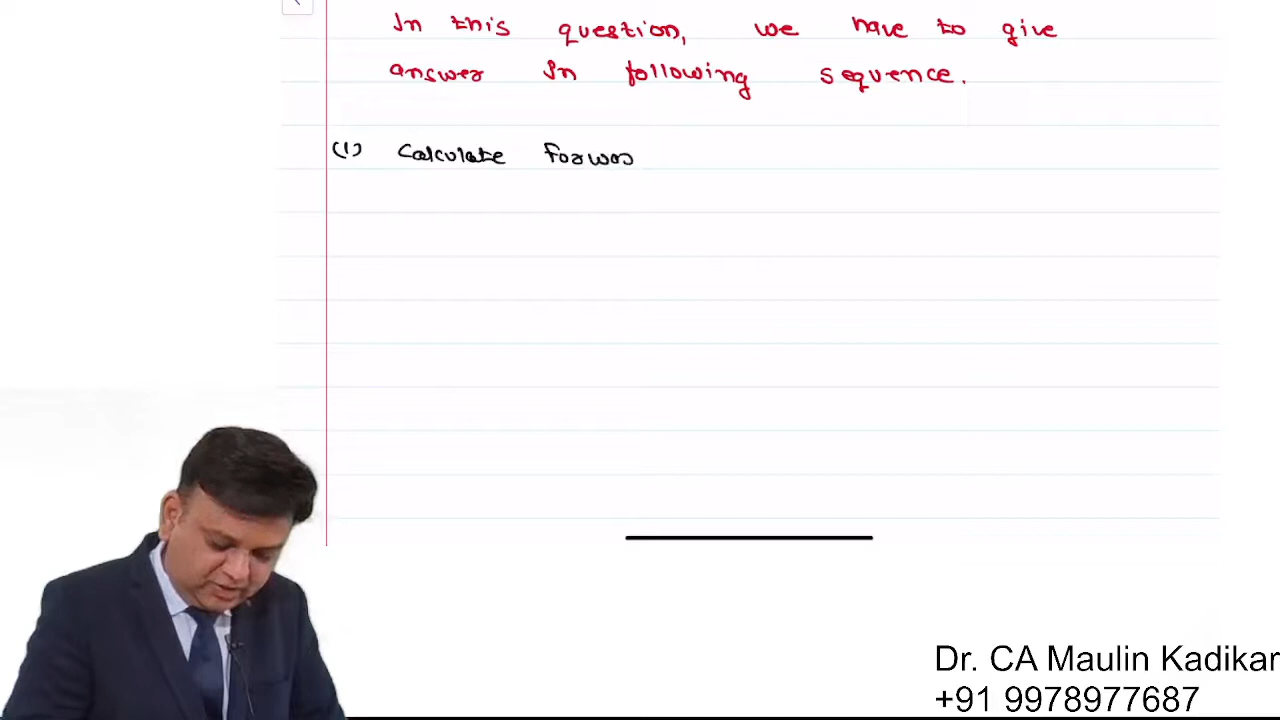 In this question, we have to give
answer in following sequence.
(1) Calculate Forwar
Dr. CA Maulin Kadikar
+91 9978977687